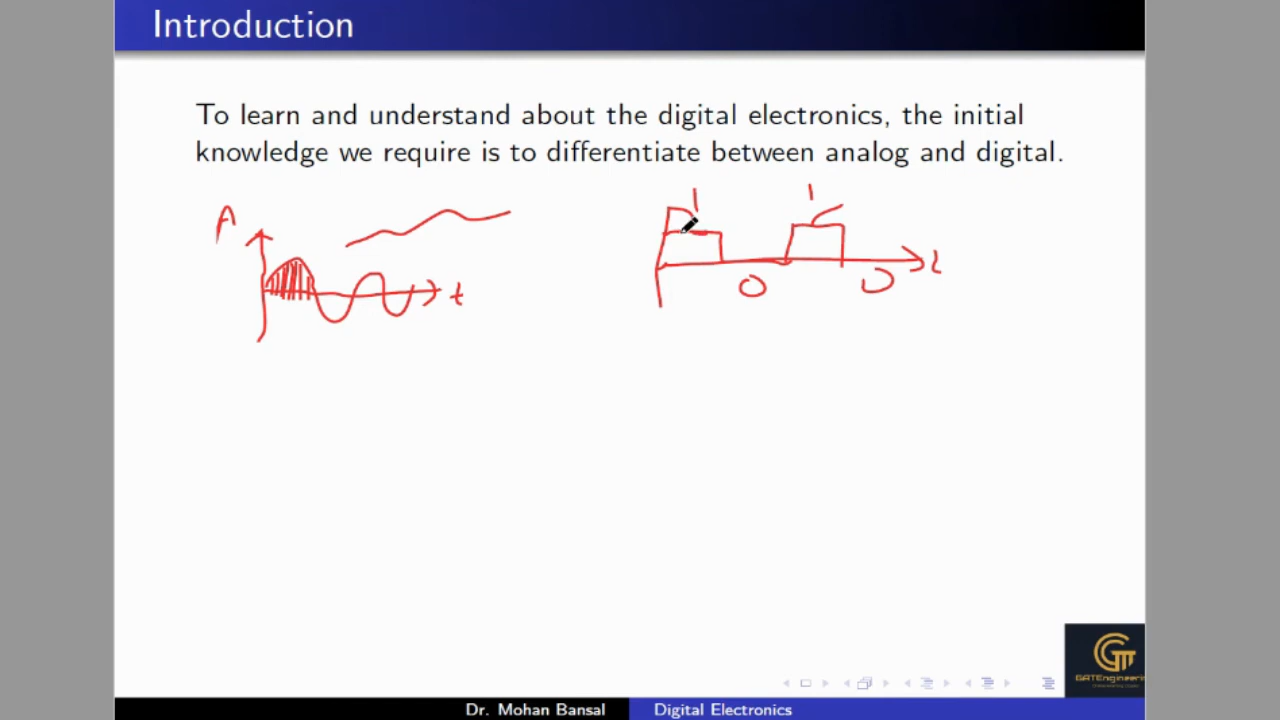 Introduction
To learn and understand about the digital electronics, the initial
knowledge we require is to differentiate between analog and digital.
A
t
1
1
0
0
t
Dr. Mohan Bansal
Digital Electronics